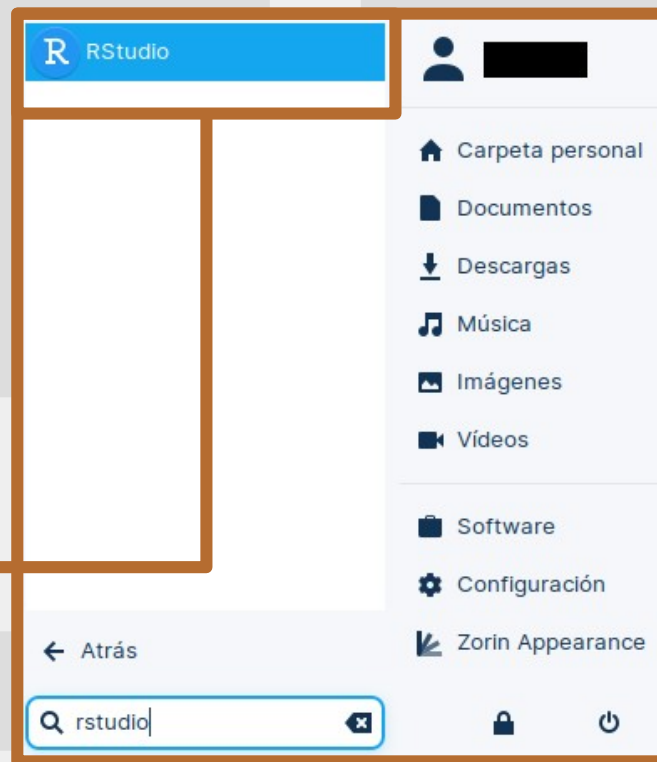 R RStudio
Carpeta personal
Documentos
Descargas
Música
Imágenes
Vídeos
Software
Configuración
Zorin Appearance
Atrás
rstudio